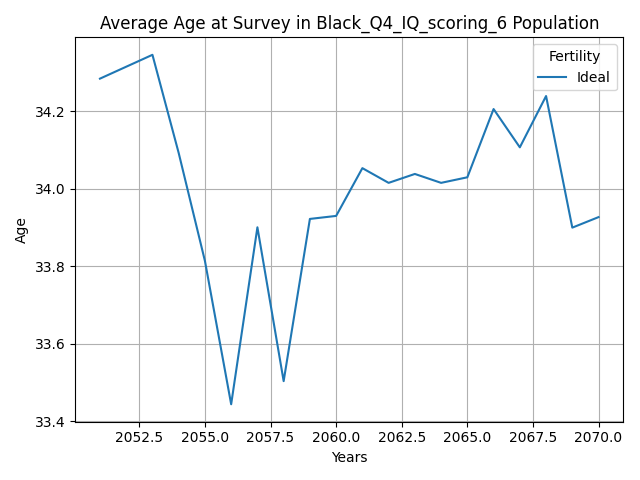 Average Age at Survey in Black_Q4_IQ_scoring_6 Population
Fertility
Ideal
34.2
34.0
33.8
33.6
33.4
Age
2052.5 2055.0 2057.5 2060.0 2062.5 2065.0 2067.5 2070.0
Years